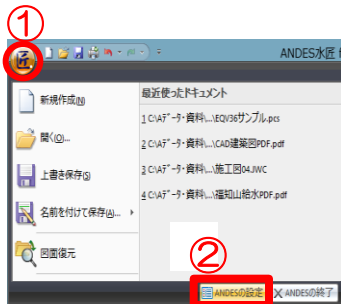 ①
匠
ANDES水匠
新規作成(N)
開く(O)...
上書き保存(S)
名前を付けて保存(A)...
図面復元
最近使ったドキュメント
1 C:\Aデータ・資料\...\EQV36サンプル.pcs
2 C:\Aデータ・資料\...\CAD建築図PDF.pdf
3 C:\Aデータ・資料\...\施工図04.JWC
4 C:\Aデータ・資料\...\福知山給水PDF.pdf
②
ANDESの設定
ANDESの終了